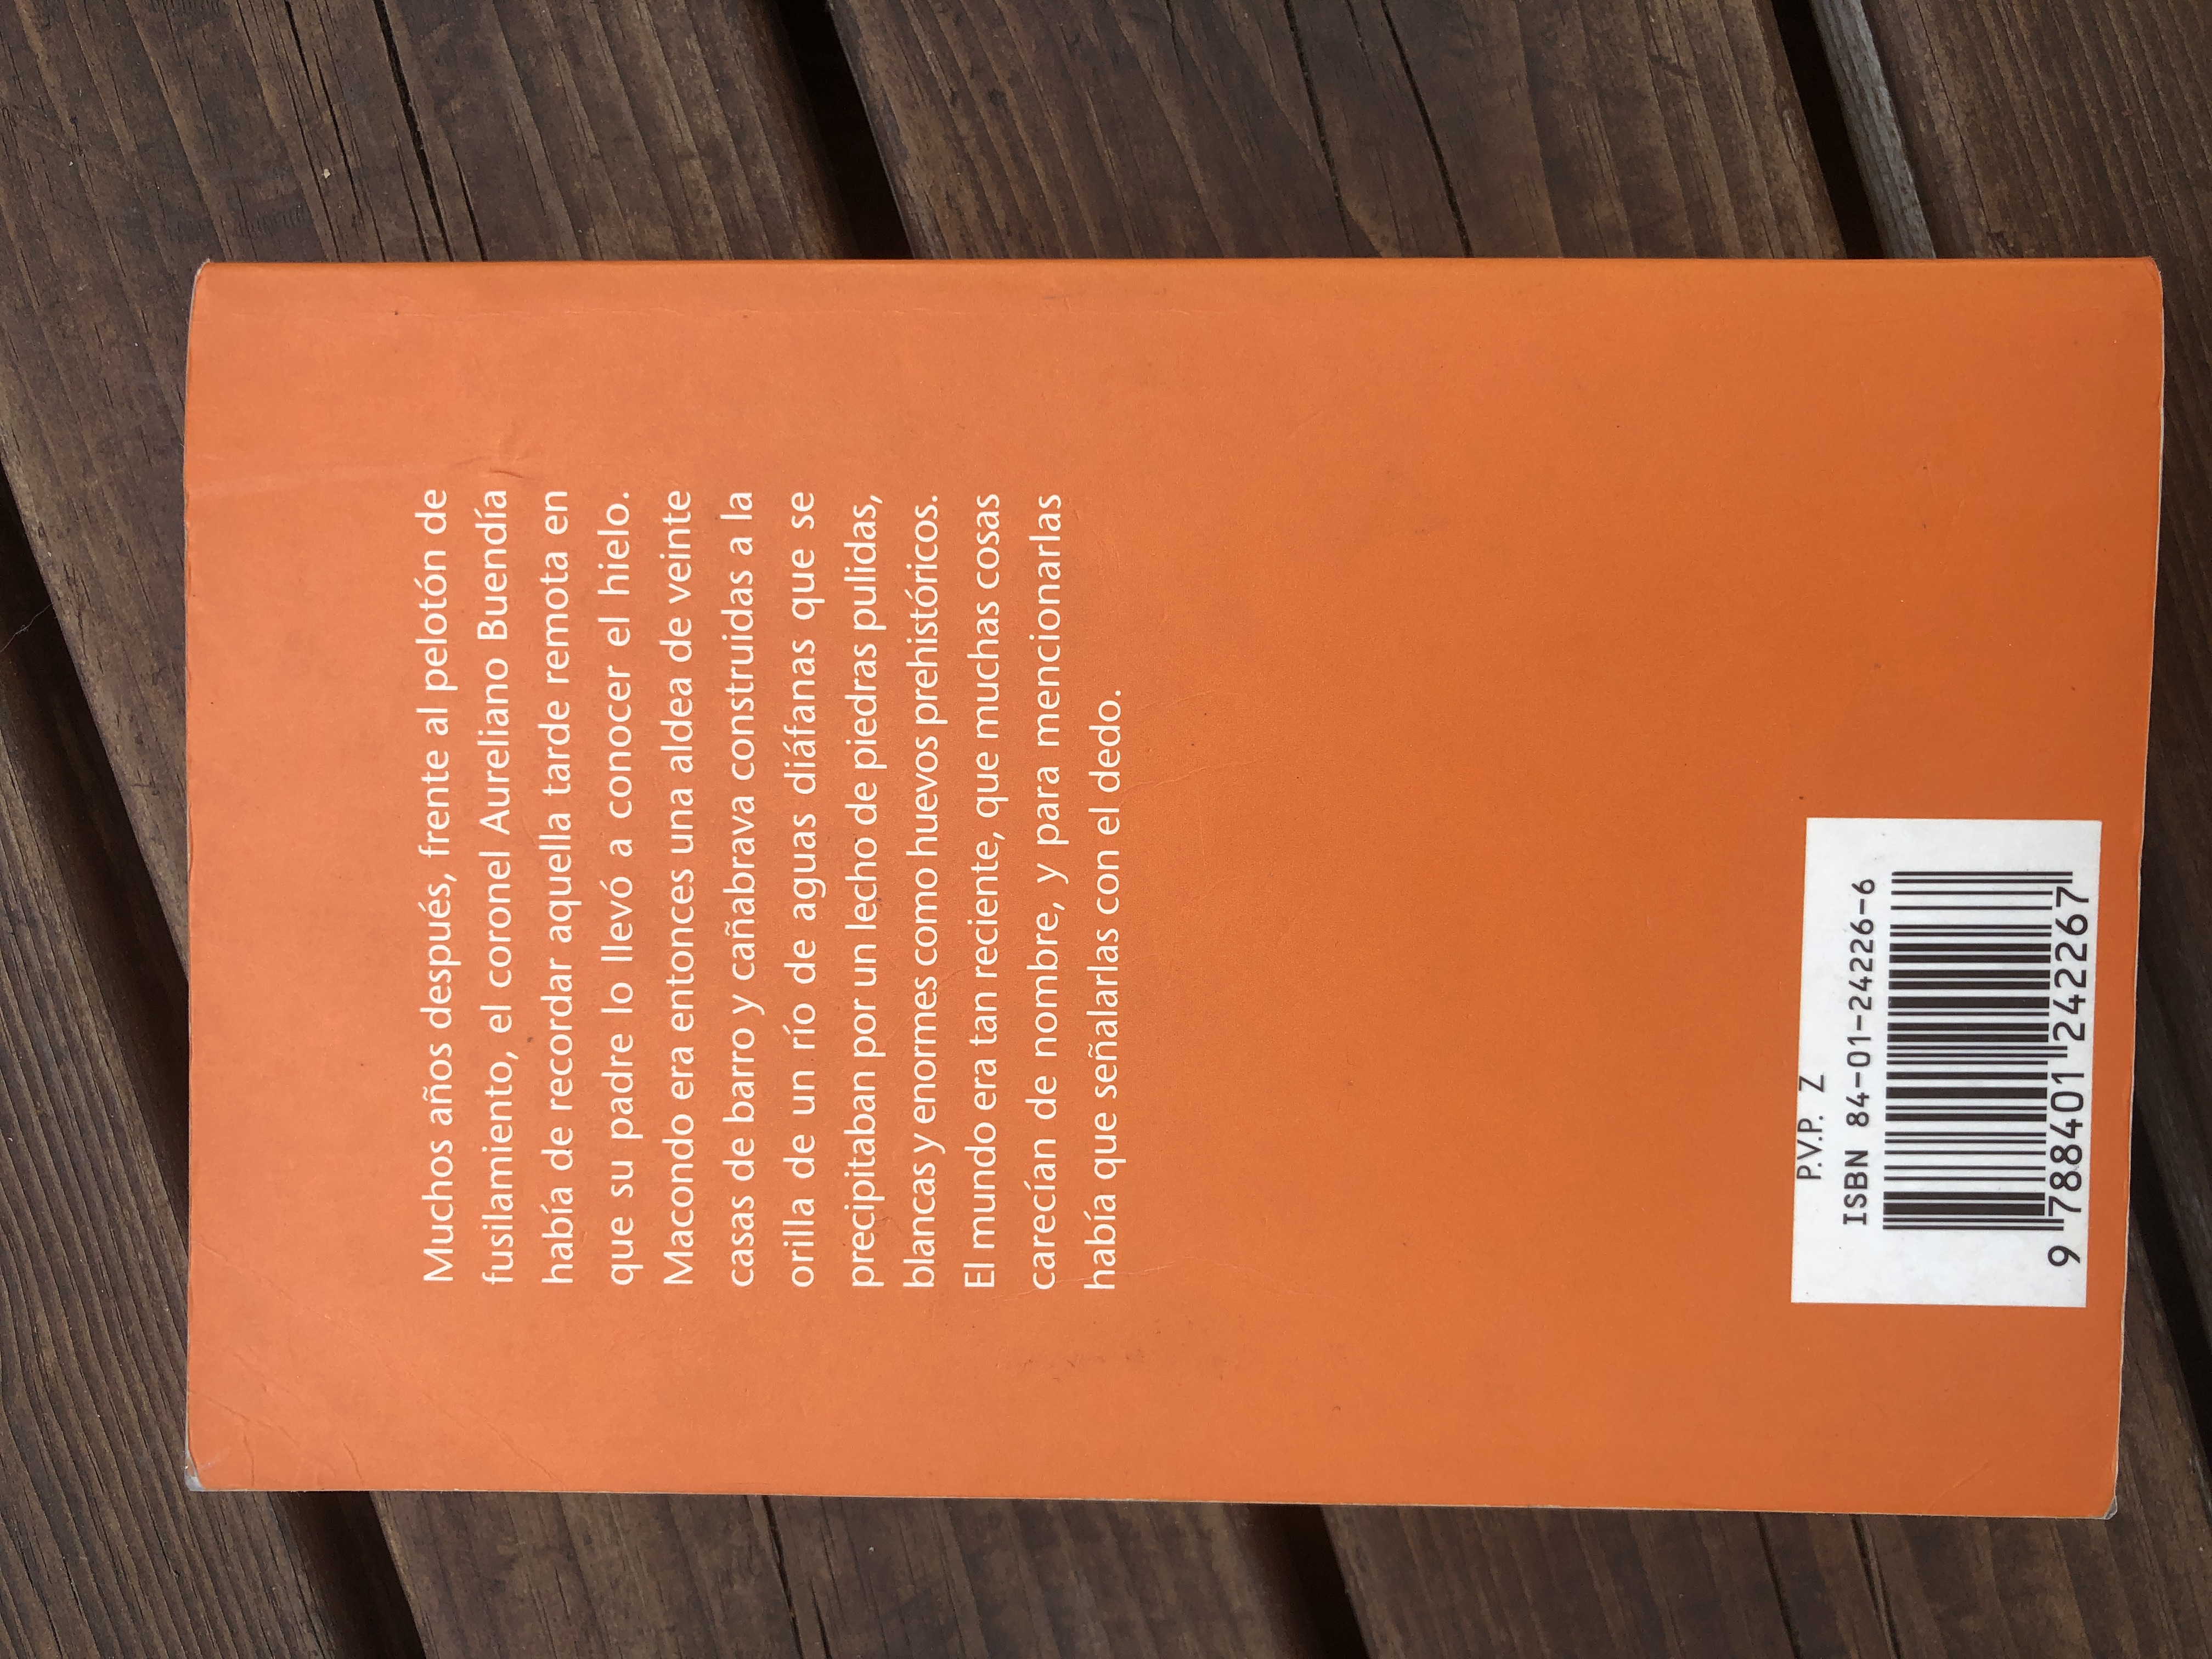 Muchos años después, frente al pelotón de
fusilamiento, el coronel Aureliano Buendía
había de recordar aquella tarde remota en
que su padre lo llevó a conocer el hielo.
Macondo era entonces una aldea de veinte
casas de barro y cañabrava construidas a la
orilla de un río de aguas diáfanas que se
precipitaban por un lecho de piedras pulidas,
blancas y enormes como huevos prehistóricos.
El mundo era tan reciente, que muchas cosas
carecían de nombre, y para mencionarlas
había que señalarlas con el dedo.
P.V.P. Z
ISBN 84-01-24226-6
9 788401 242267